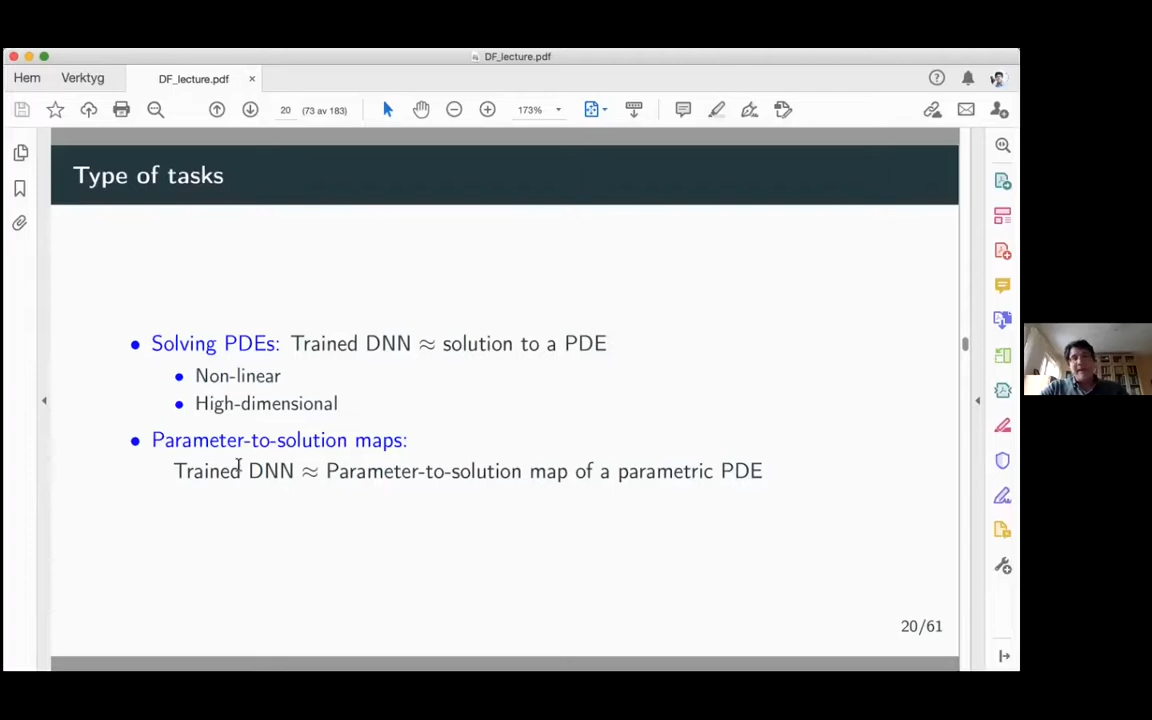 DF_lecture.pdf
Hem Verktyg DF_lecture.pdf ×
20 (73 av 183) 173%
Type of tasks
• Solving PDEs: Trained DNN ≈ solution to a PDE
• Non-linear
• High-dimensional
• Parameter-to-solution maps:
Trained DNN ≈ Parameter-to-solution map of a parametric PDE
20/61